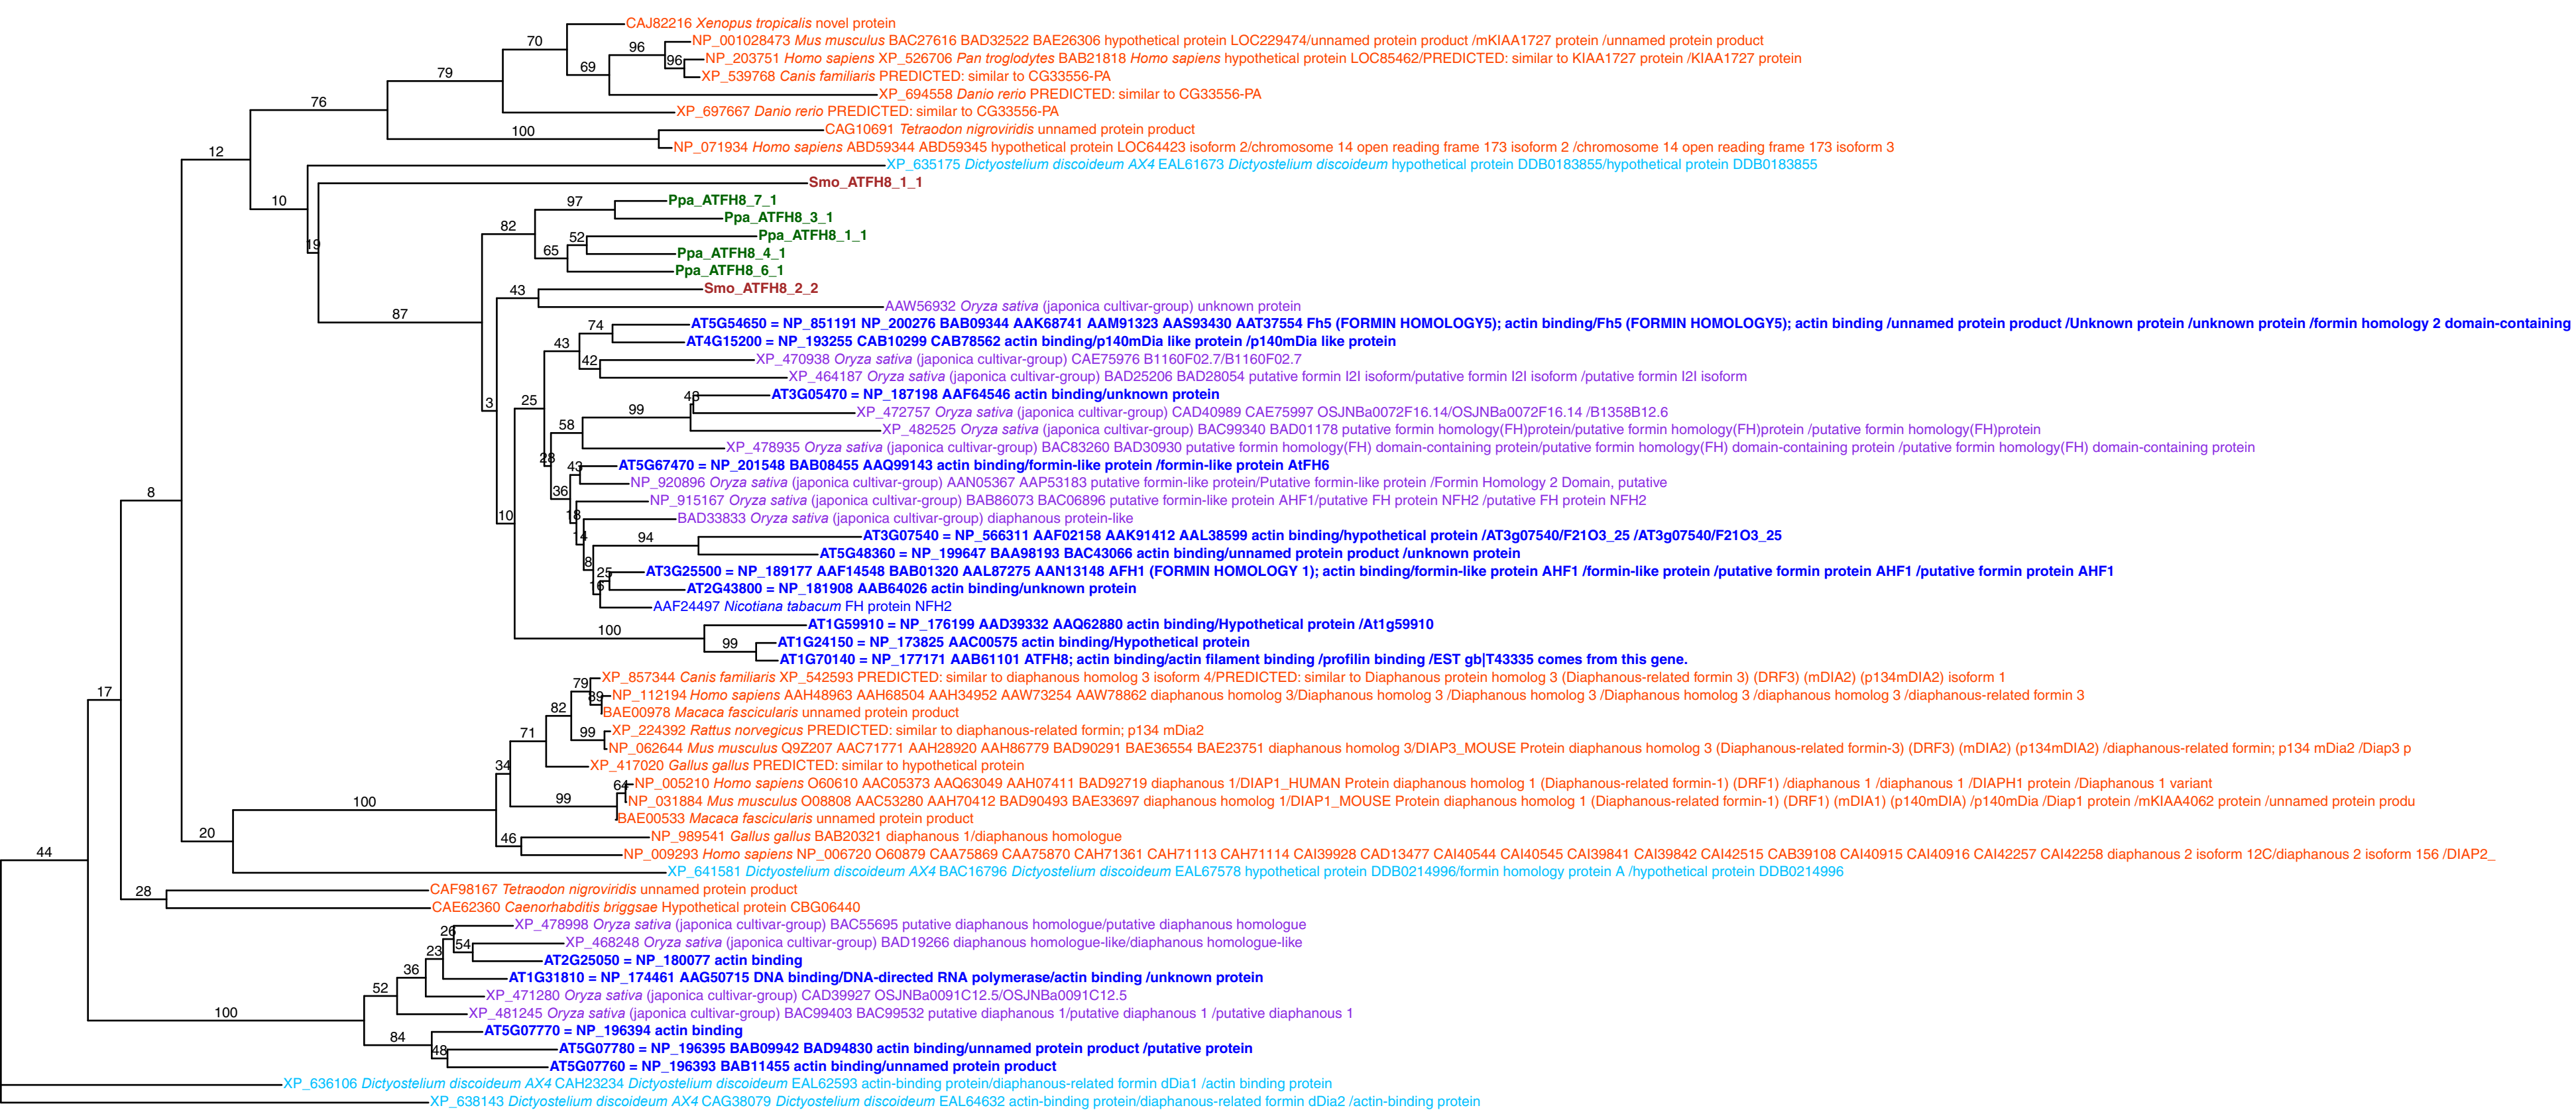 CAJ82216 Xenopus tropicalis novel protein
70
96
NP_001028473 Mus musculus BAC27616 BAD32522 BAE26306 hypothetical protein LOC229474/unnamed protein product /mKIAA1727 protein /unnamed protein product
96
NP_203751 Homo sapiens XP_526706 Pan troglodytes BAB21818 Homo sapiens hypothetical protein LOC85462/PREDICTED: similar to KIAA1727 protein /KIAA1727 protein
79
69
XP_539768 Canis familiaris PREDICTED: similar to CG33556-PA
XP_694558 Danio rerio PREDICTED: similar to CG33556-PA
76
XP_697667 Danio rerio PREDICTED: similar to CG33556-PA
100
CAG10691 Tetraodon nigroviridis unnamed protein product
NP_071934 Homo sapiens ABD59344 ABD59345 hypothetical protein LOC64423 isoform 2/chromosome 14 open reading frame 173 isoform 2 /chromosome 14 open reading frame 173 isoform 3
12
XP_635175 Dictyostelium discoideum AX4 EAL61673 Dictyostelium discoideum hypothetical protein DDB0183855/hypothetical protein DDB0183855
Smo_ATFH8_1_1
10
97
Ppa_ATFH8_7_1
Ppa_ATFH8_3_1
82
52
Ppa_ATFH8_1_1
19
65
Ppa_ATFH8_4_1
Ppa_ATFH8_6_1
43
Smo_ATFH8_2_2
AAW56932 Oryza sativa (japonica cultivar-group) unknown protein
87
74
AT5G54650 = NP_851191 NP_200276 BAB09344 AAK68741 AAM91323 AAS93430 AAT37554 Fh5 (FORMIN HOMOLOGY5); actin binding/Fh5 (FORMIN HOMOLOGY5); actin binding /unnamed protein product /Unknown protein /unknown protein /formin homology 2 domain-containing
43
AT4G15200 = NP_193255 CAB10299 CAB78562 actin binding/p140mDia like protein /p140mDia like protein
42
XP_470938 Oryza sativa (japonica cultivar-group) CAE75976 B1160F02.7/B1160F02.7
XP_464187 Oryza sativa (japonica cultivar-group) BAD25206 BAD28054 putative formin I2I isoform/putative formin I2I isoform /putative formin I2I isoform
3
25
AT3G05470 = NP_187198 AAF64546 actin binding/unknown protein
99
XP_472757 Oryza sativa (japonica cultivar-group) CAD40989 CAE75997 OSJNBa0072F16.14/OSJNBa0072F16.14 /B1358B12.6
58
XP_482525 Oryza sativa (japonica cultivar-group) BAC99340 BAD01178 putative formin homology(FH)protein/putative formin homology(FH)protein /putative formin homology(FH)protein
XP_478935 Oryza sativa (japonica cultivar-group) BAC83260 BAD30930 putative formin homology(FH) domain-containing protein/putative formin homology(FH) domain-containing protein /putative formin homology(FH) domain-containing protein
28
43
AT5G67470 = NP_201548 BAB08455 AAQ99143 actin binding/formin-like protein /formin-like protein AtFH6
36
NP_920896 Oryza sativa (japonica cultivar-group) AAN05367 AAP53183 putative formin-like protein/Putative formin-like protein /Formin Homology 2 Domain, putative
NP_915167 Oryza sativa (japonica cultivar-group) BAB86073 BAC06896 putative formin-like protein AHF1/putative FH protein NFH2 /putative FH protein NFH2
10
BAD33833 Oryza sativa (japonica cultivar-group) diaphanous protein-like
94
AT3G07540 = NP_566311 AAF02158 AAK91412 AAL38599 actin binding/hypothetical protein /AT3g07540/F21O3_25 /AT3g07540/F21O3_25
AT5G48360 = NP_199647 BAA98193 BAC43066 actin binding/unnamed protein product /unknown protein
8
25
AT3G25500 = NP_189177 AAF14548 BAB01320 AAL87275 AAN13148 AFH1 (FORMIN HOMOLOGY 1); actin binding/formin-like protein AHF1 /formin-like protein /putative formin protein AHF1 /putative formin protein AHF1
AT2G43800 = NP_181908 AAB64026 actin binding/unknown protein
AAF24497 Nicotiana tabacum FH protein NFH2
100
AT1G59910 = NP_176199 AAD39332 AAQ62880 actin binding/Hypothetical protein /At1g59910
99
AT1G24150 = NP_173825 AAC00575 actin binding/Hypothetical protein
AT1G70140 = NP_177171 AAB61101 ATFH8; actin binding/actin filament binding /profilin binding /EST gb|T43335 comes from this gene.
8
79
XP_857344 Canis familiaris XP_542593 PREDICTED: similar to diaphanous homolog 3 isoform 4/PREDICTED: similar to Diaphanous protein homolog 3 (Diaphanous-related formin 3) (DRF3) (mDIA2) (p134mDIA2) isoform 1
89
NP_112194 Homo sapiens AAH48963 AAH68504 AAH34952 AAW73254 AAW78862 diaphanous homolog 3/Diaphanous homolog 3 /Diaphanous homolog 3 /Diaphanous homolog 3 /diaphanous homolog 3 /diaphanous-related formin 3
82
BAE00978 Macaca fascicularis unnamed protein product
99
XP_224392 Rattus norvegicus PREDICTED: similar to diaphanous-related formin; p134 mDia2
71
NP_062644 Mus musculus Q9Z207 AAC71771 AAH28920 AAH86779 BAD90291 BAE36554 BAE23751 diaphanous homolog 3/DIAP3_MOUSE Protein diaphanous homolog 3 (Diaphanous-related formin-3) (DRF3) (mDIA2) (p134mDIA2) /diaphanous-related formin; p134 mDia2 /Diap3 p
34
XP_417020 Gallus gallus PREDICTED: similar to hypothetical protein
64
NP_005210 Homo sapiens O60610 AAC05373 AAQ63049 AAH07411 BAD92719 diaphanous 1/DIAP1_HUMAN Protein diaphanous homolog 1 (Diaphanous-related formin-1) (DRF1) /diaphanous 1 /diaphanous 1 /DIAPH1 protein /Diaphanous 1 variant
100
99
NP_031884 Mus musculus O08808 AAC53280 AAH70412 BAD90493 BAE33697 diaphanous homolog 1/DIAP1_MOUSE Protein diaphanous homolog 1 (Diaphanous-related formin-1) (DRF1) (mDIA1) (p140mDIA) /p140mDia /Diap1 protein /mKIAA4062 protein /unnamed protein produ
BAE00533 Macaca fascicularis unnamed protein product
20
46
NP_989541 Gallus gallus BAB20321 diaphanous 1/diaphanous homologue
NP_009293 Homo sapiens NP_006720 O60879 CAA75869 CAA75870 CAH71361 CAH71113 CAH71114 CAI39928 CAD13477 CAI40544 CAI40545 CAI39841 CAI39842 CAI42515 CAB39108 CAI40915 CAI40916 CAI42257 CAI42258 diaphanous 2 isoform 12C/diaphanous 2 isoform 156 /DIAP2_
XP_641581 Dictyostelium discoideum AX4 BAC16796 Dictyostelium discoideum EAL67578 hypothetical protein DDB0214996/formin homology protein A /hypothetical protein DDB0214996
17
44
28
CAF98167 Tetraodon nigroviridis unnamed protein product
CAE62360 Caenorhabditis briggsae Hypothetical protein CBG06440
26
XP_478998 Oryza sativa (japonica cultivar-group) BAC55695 putative diaphanous homologue/putative diaphanous homologue
54
XP_468248 Oryza sativa (japonica cultivar-group) BAD19266 diaphanous homologue-like/diaphanous homologue-like
23
AT2G25050 = NP_180077 actin binding
36
AT1G31810 = NP_174461 AAG50715 DNA binding/DNA-directed RNA polymerase/actin binding /unknown protein
52
XP_471280 Oryza sativa (japonica cultivar-group) CAD39927 OSJNBa0091C12.5/OSJNBa0091C12.5
100
XP_481245 Oryza sativa (japonica cultivar-group) BAC99403 BAC99532 putative diaphanous 1/putative diaphanous 1 /putative diaphanous 1
84
AT5G07770 = NP_196394 actin binding
48
AT5G07780 = NP_196395 BAB09942 BAD94830 actin binding/unnamed protein product /putative protein
AT5G07760 = NP_196393 BAB11455 actin binding/unnamed protein product
XP_636106 Dictyostelium discoideum AX4 CAH23234 Dictyostelium discoideum EAL62593 actin-binding protein/diaphanous-related formin dDia1 /actin binding protein
XP_638143 Dictyostelium discoideum AX4 CAG38079 Dictyostelium discoideum EAL64632 actin-binding protein/diaphanous-related formin dDia2 /actin-binding protein